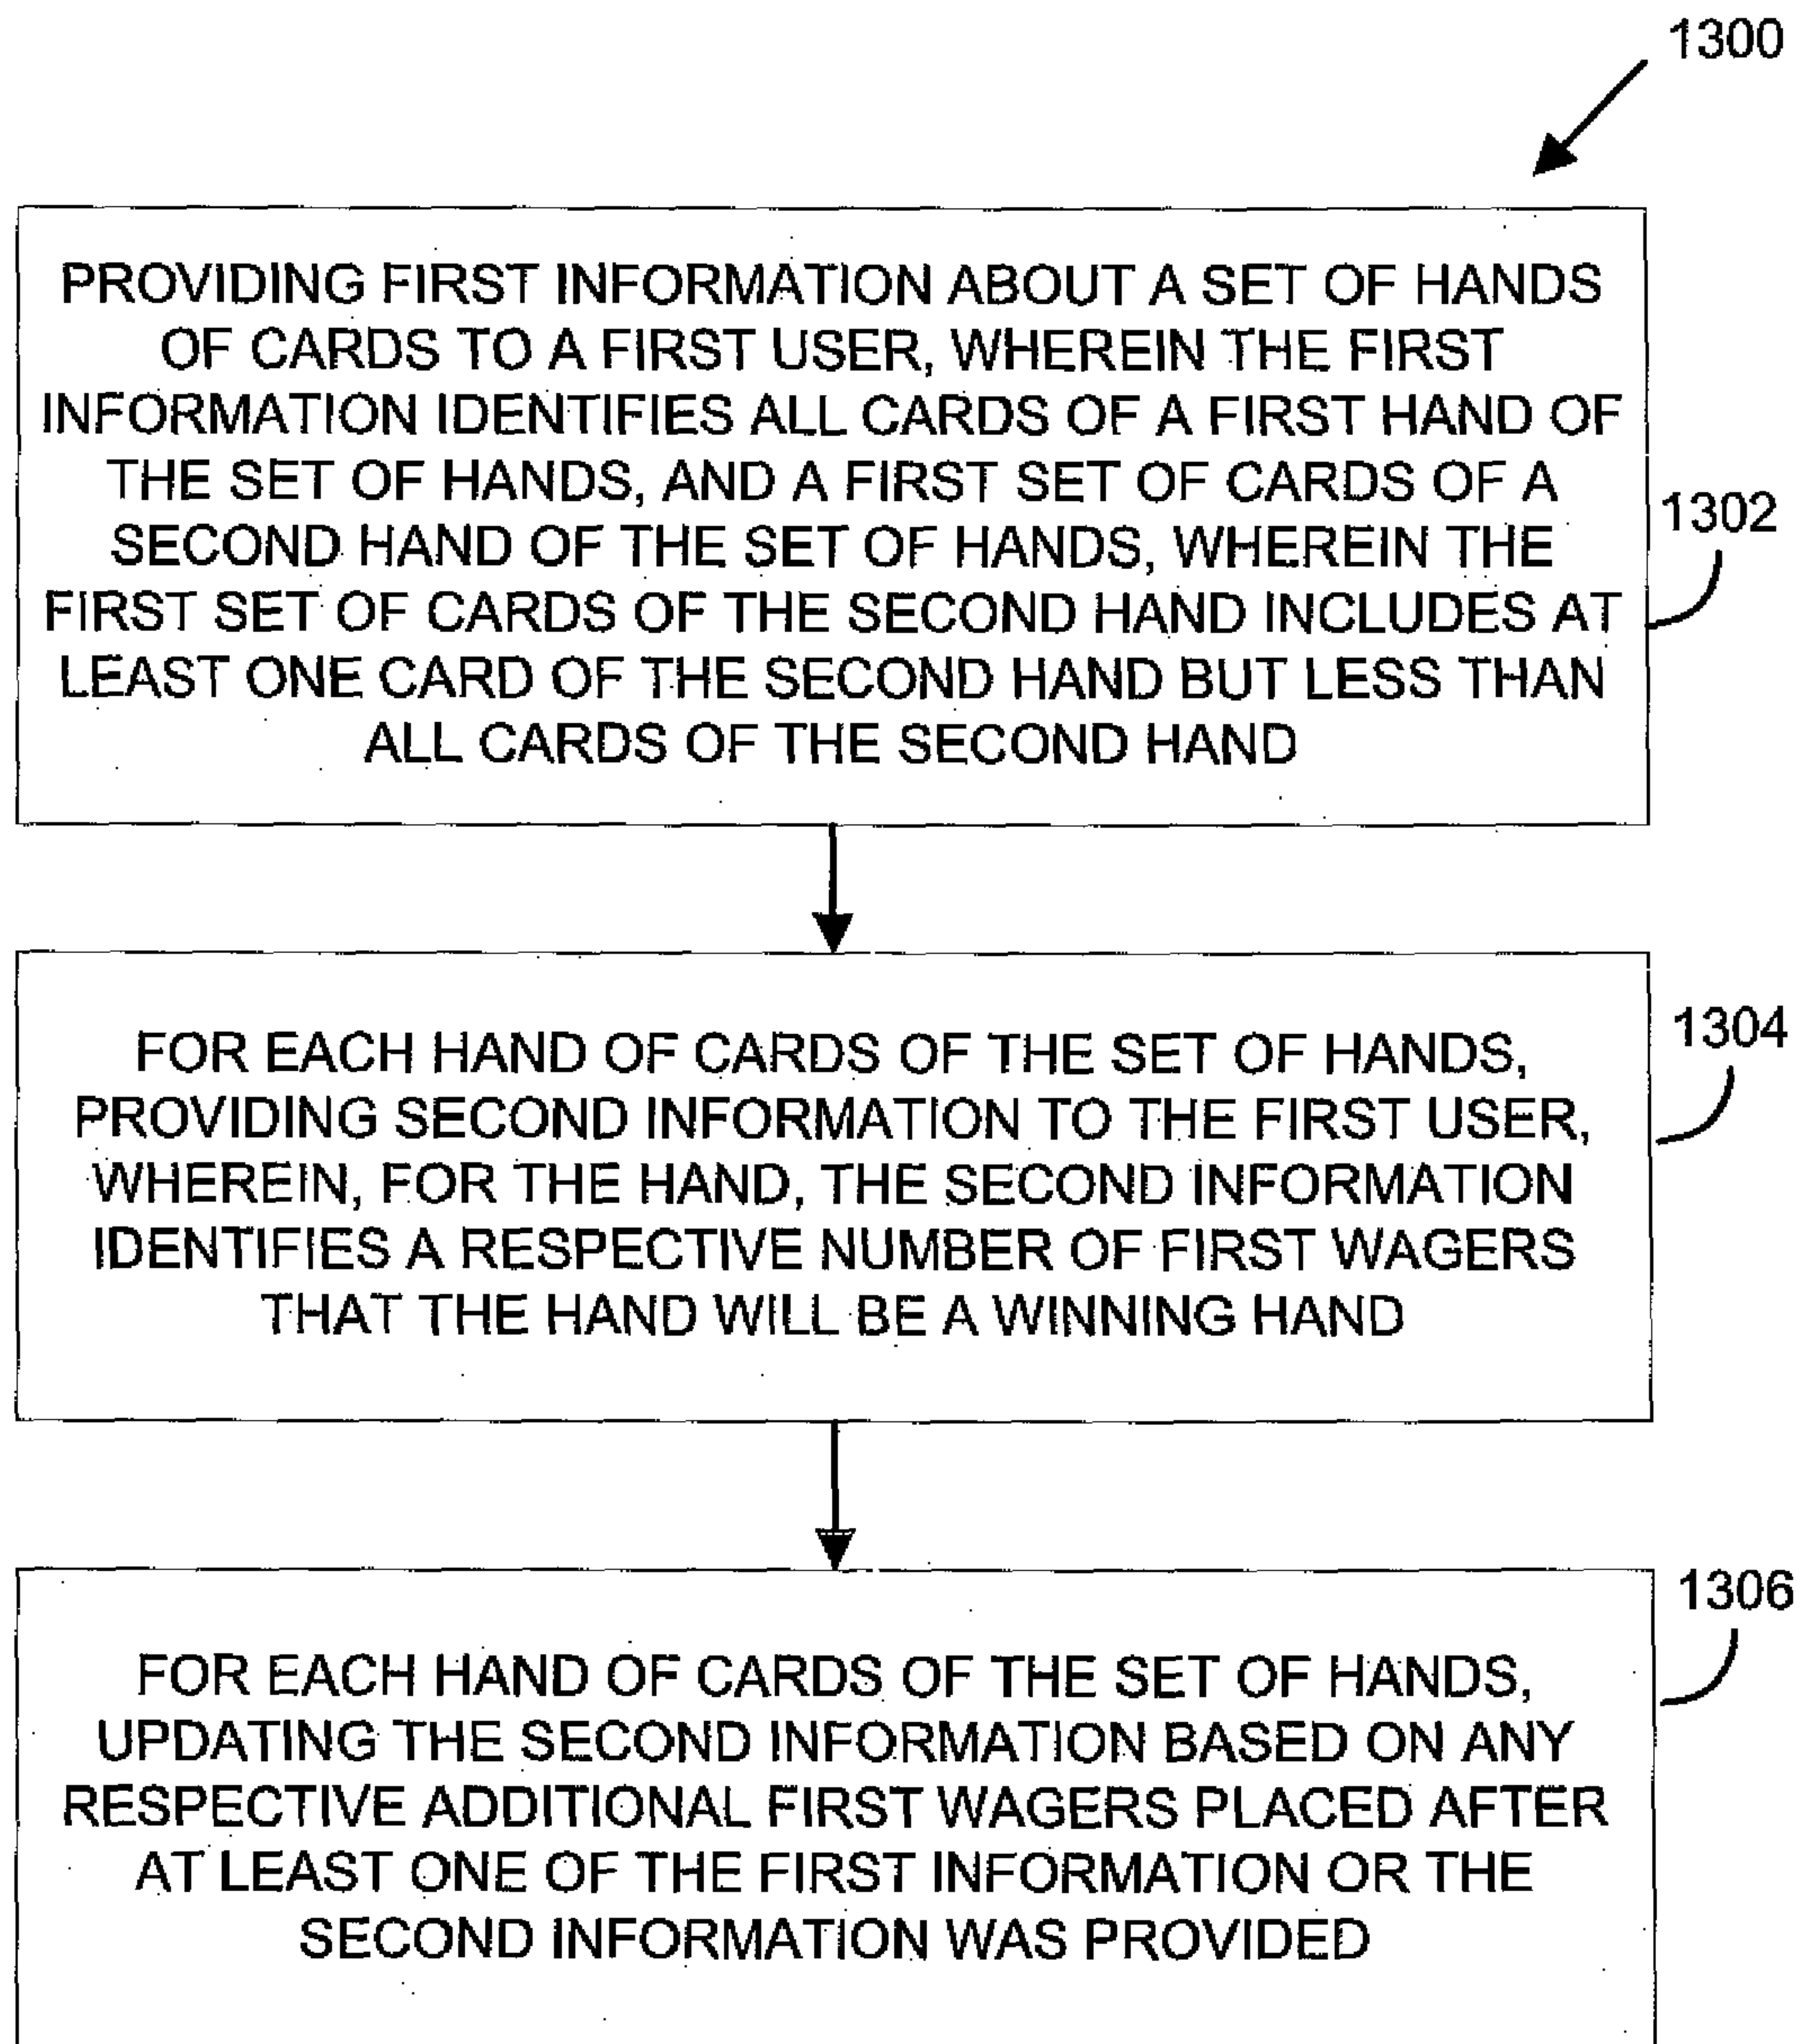 1300
PROVIDING FIRST INFORMATION ABOUT A SET OF HANDS
OF CARDS TO A FIRST USER, WHEREIN THE FIRST
INFORMATION IDENTIFIES ALL CARDS OF A FIRST HAND OF
THE SET OF HANDS, AND A FIRST SET OF CARDS OF A
SECOND HAND OF THE SET OF HANDS, WHEREIN THE
FIRST SET OF CARDS OF THE SECOND HAND INCLUDES AT
LEAST ONE CARD OF THE SECOND HAND BUT LESS THAN
ALL CARDS OF THE SECOND HAND
1302
FOR EACH HAND OF CARDS OF THE SET OF HANDS,
PROVIDING SECOND INFORMATION TO THE FIRST USER,
WHEREIN, FOR THE HAND, THE SECOND INFORMATION
IDENTIFIES A RESPECTIVE NUMBER OF FIRST WAGERS
THAT THE HAND WILL BE A WINNING HAND
1304
FOR EACH HAND OF CARDS OF THE SET OF HANDS,
UPDATING THE SECOND INFORMATION BASED ON ANY
RESPECTIVE ADDITIONAL FIRST WAGERS PLACED AFTER
AT LEAST ONE OF THE FIRST INFORMATION OR THE
SECOND INFORMATION WAS PROVIDED
1306